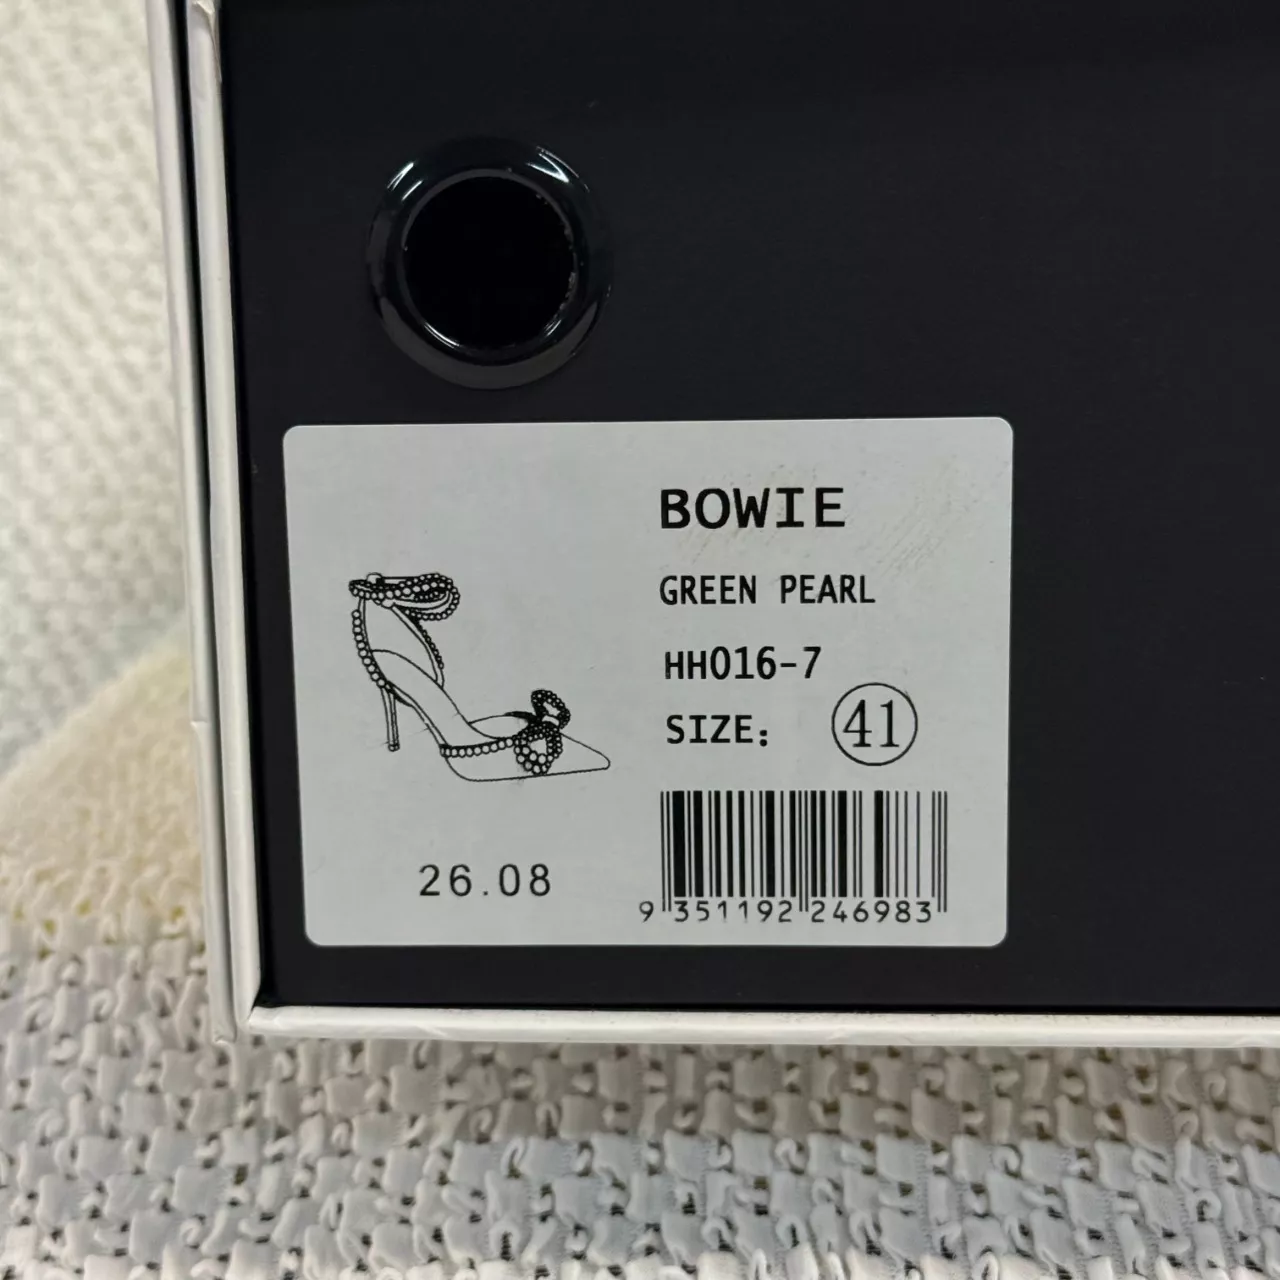 BOWIE
GREEN PEARL
HH016-7
SIZE: 41
26.08
9 351192 246983